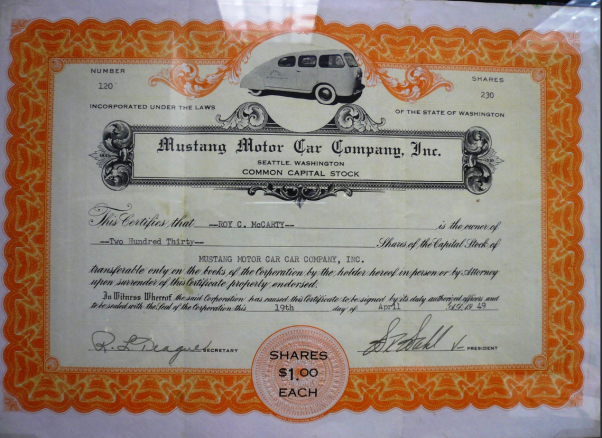 NUMBER
120
SHARES
230
INCORPORATED UNDER THE LAWS
OF THE STATE OF WASHINGTON
Mustang Motor Car Company, Inc.
SEATTLE, WASHINGTON
COMMON CAPITAL STOCK
This Certifies that --ROY C. McCARTY-- is the owner of
--Two Hundred Thirty-- Shares of the Capital Stock of
MUSTANG MOTOR CAR CAR COMPANY, INC.
transferable only on the books of the Corporation by the holder hereof in person or by Attorney
upon surrender of this Certificate properly endorsed.
In Witness Whereof, the said Corporation has caused this Certificate to be signed by its duly authorized officers and
to be sealed with the Seal of the Corporation this 19th day of April 19 49
SECRETARY
PRESIDENT
SHARES
$1.00
EACH